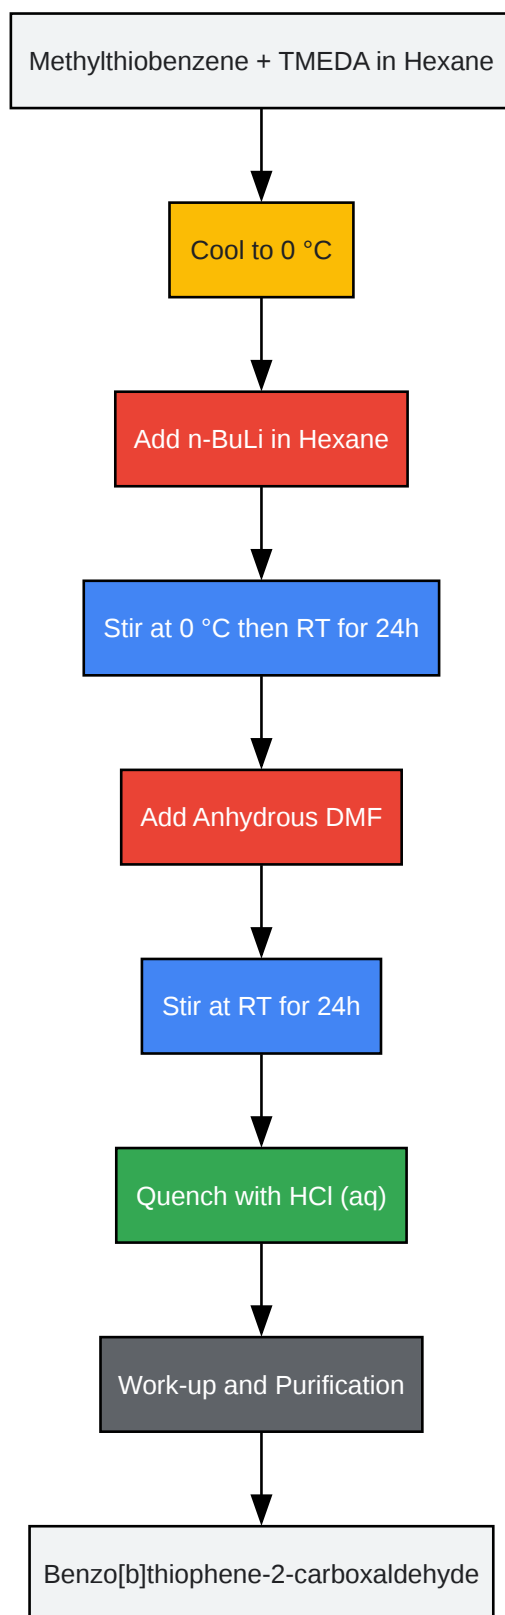 Methylthiobenzene + TMEDA in Hexane
Cool to 0 °C
Add n-BuLi in Hexane
Stir at 0 °C then RT for 24h
Add Anhydrous DMF
Stir at RT for 24h
Quench with HCl (aq)
Work-up and Purification
Benzo[b]thiophene-2-carboxaldehyde